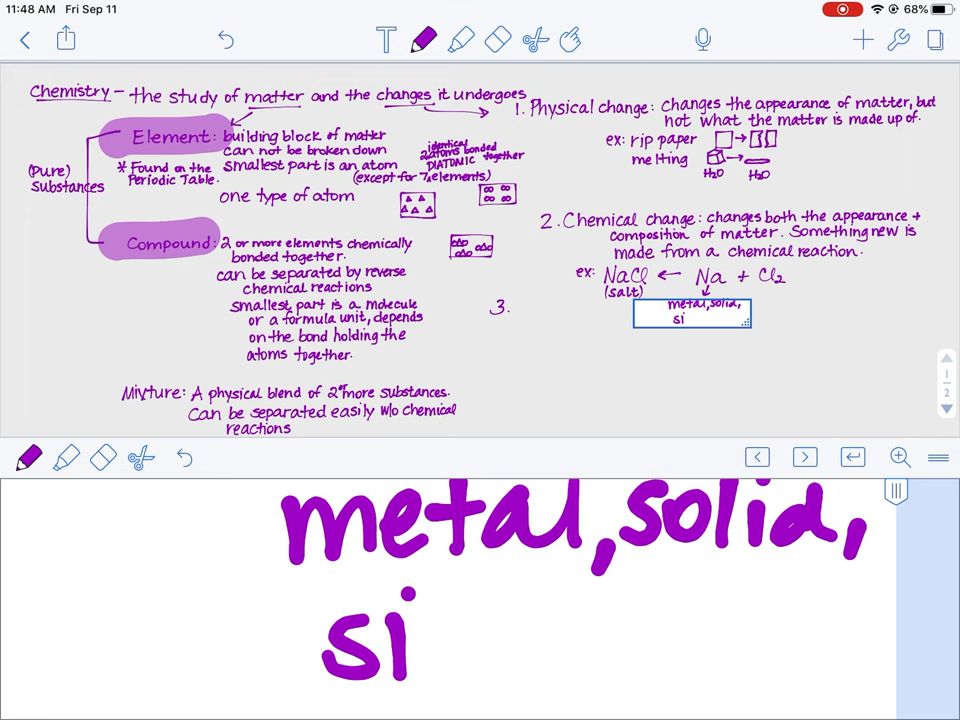 11:48 AM Fri Sep 11
68%
Chemistry - the study of matter and the changes it undergoes
Element: building block of matter
can not be broken down
smallest part is an atom
(except for 7 elements)
identical
2 atoms bonded together
DIATONIC
* Found on the
Periodic Table.
(Pure)
Substances
one type of atom
Compound: 2 or more elements chemically
bonded together.
can be separated by reverse
chemical reactions
smallest part is a molecule
or a formula unit, depends
on the bond holding the
atoms together.
Mixture: A physical blend of 2 or more substances.
Can be separated easily w/o chemical
reactions
1. Physical change: changes the appearance of matter, but
not what the matter is made up of.
ex: rip paper
melting
H2O H2O
2. Chemical change: changes both the appearance +
composition of matter. Something new is
made from a chemical reaction.
ex: NaCl ← Na + Cl2
(salt)
metal, solid,
si
3.
1
2
metal, solid,
si